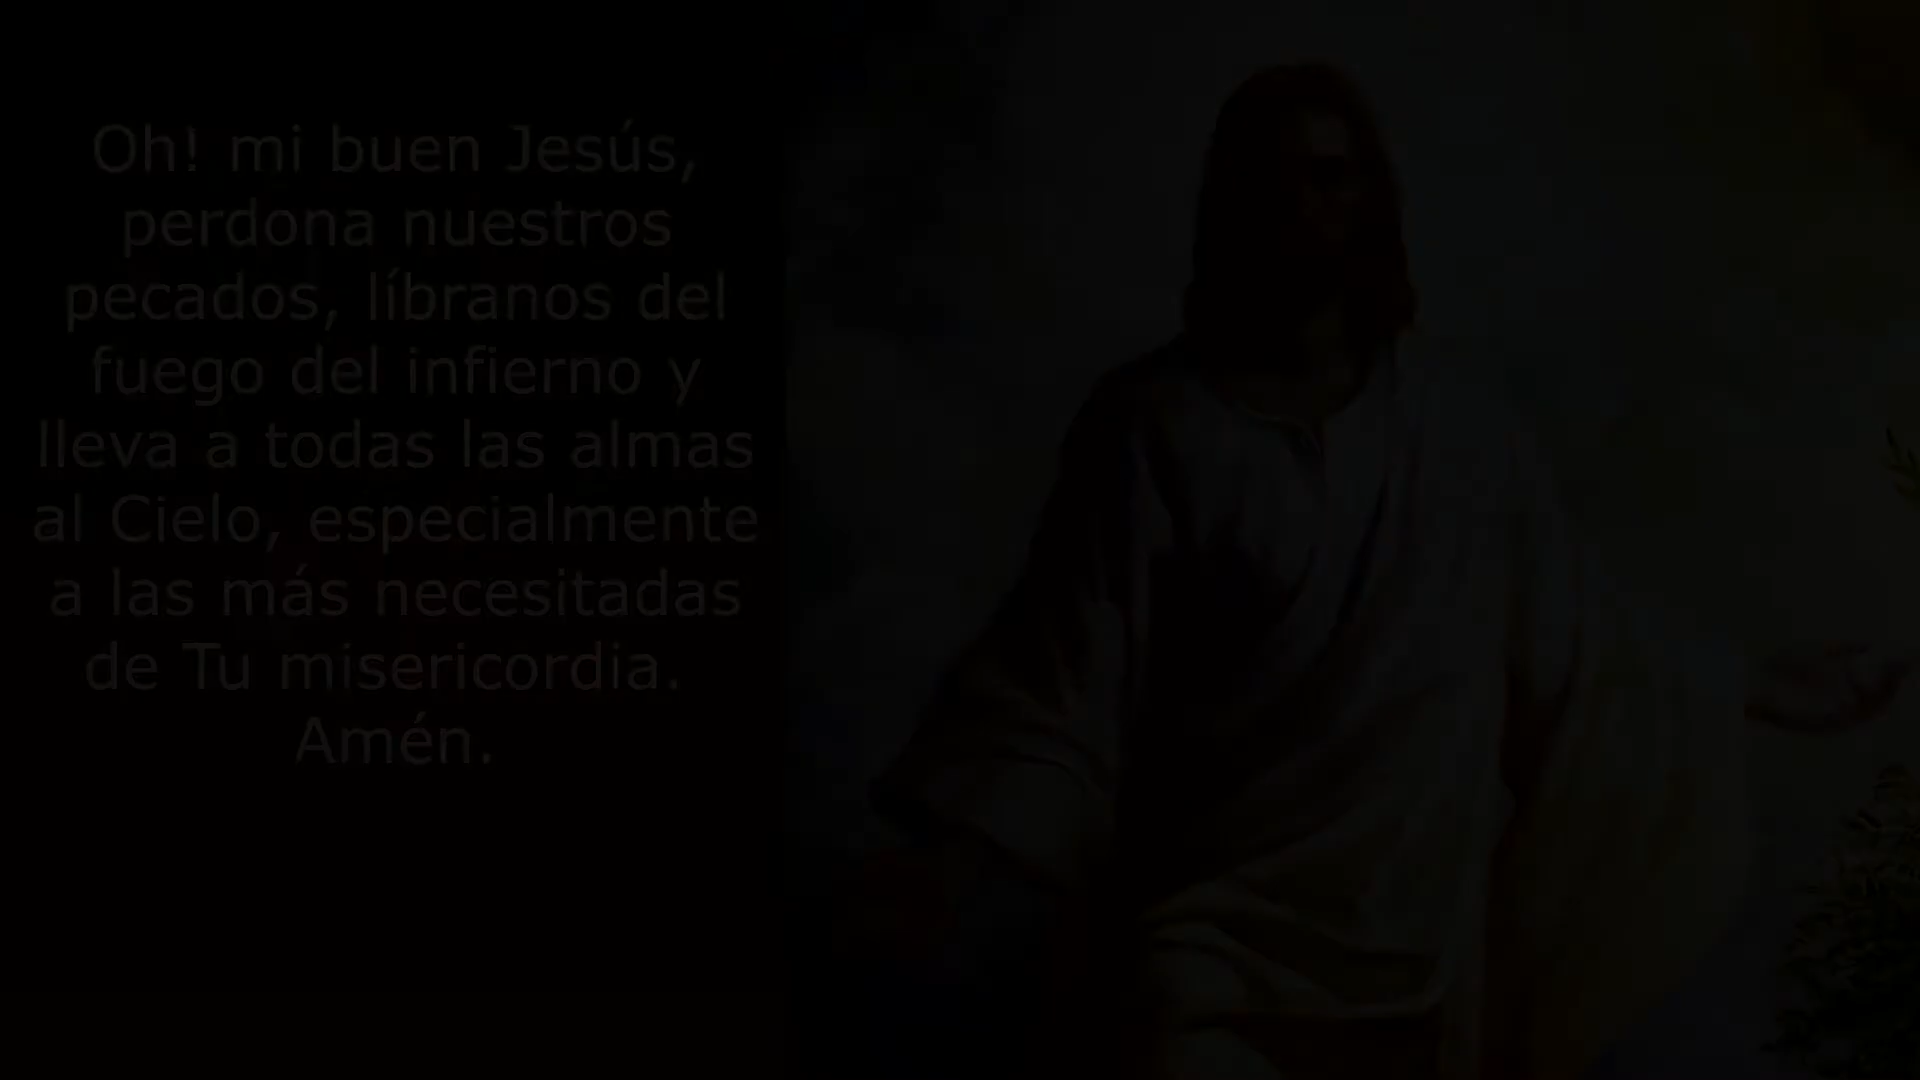 Oh! mi buen Jesús,
perdona nuestros
pecados, líbranos del
fuego del infierno y
lleva a todas las almas
al Cielo, especialmente
a las más necesitadas
de Tu misericordia.
Amén.